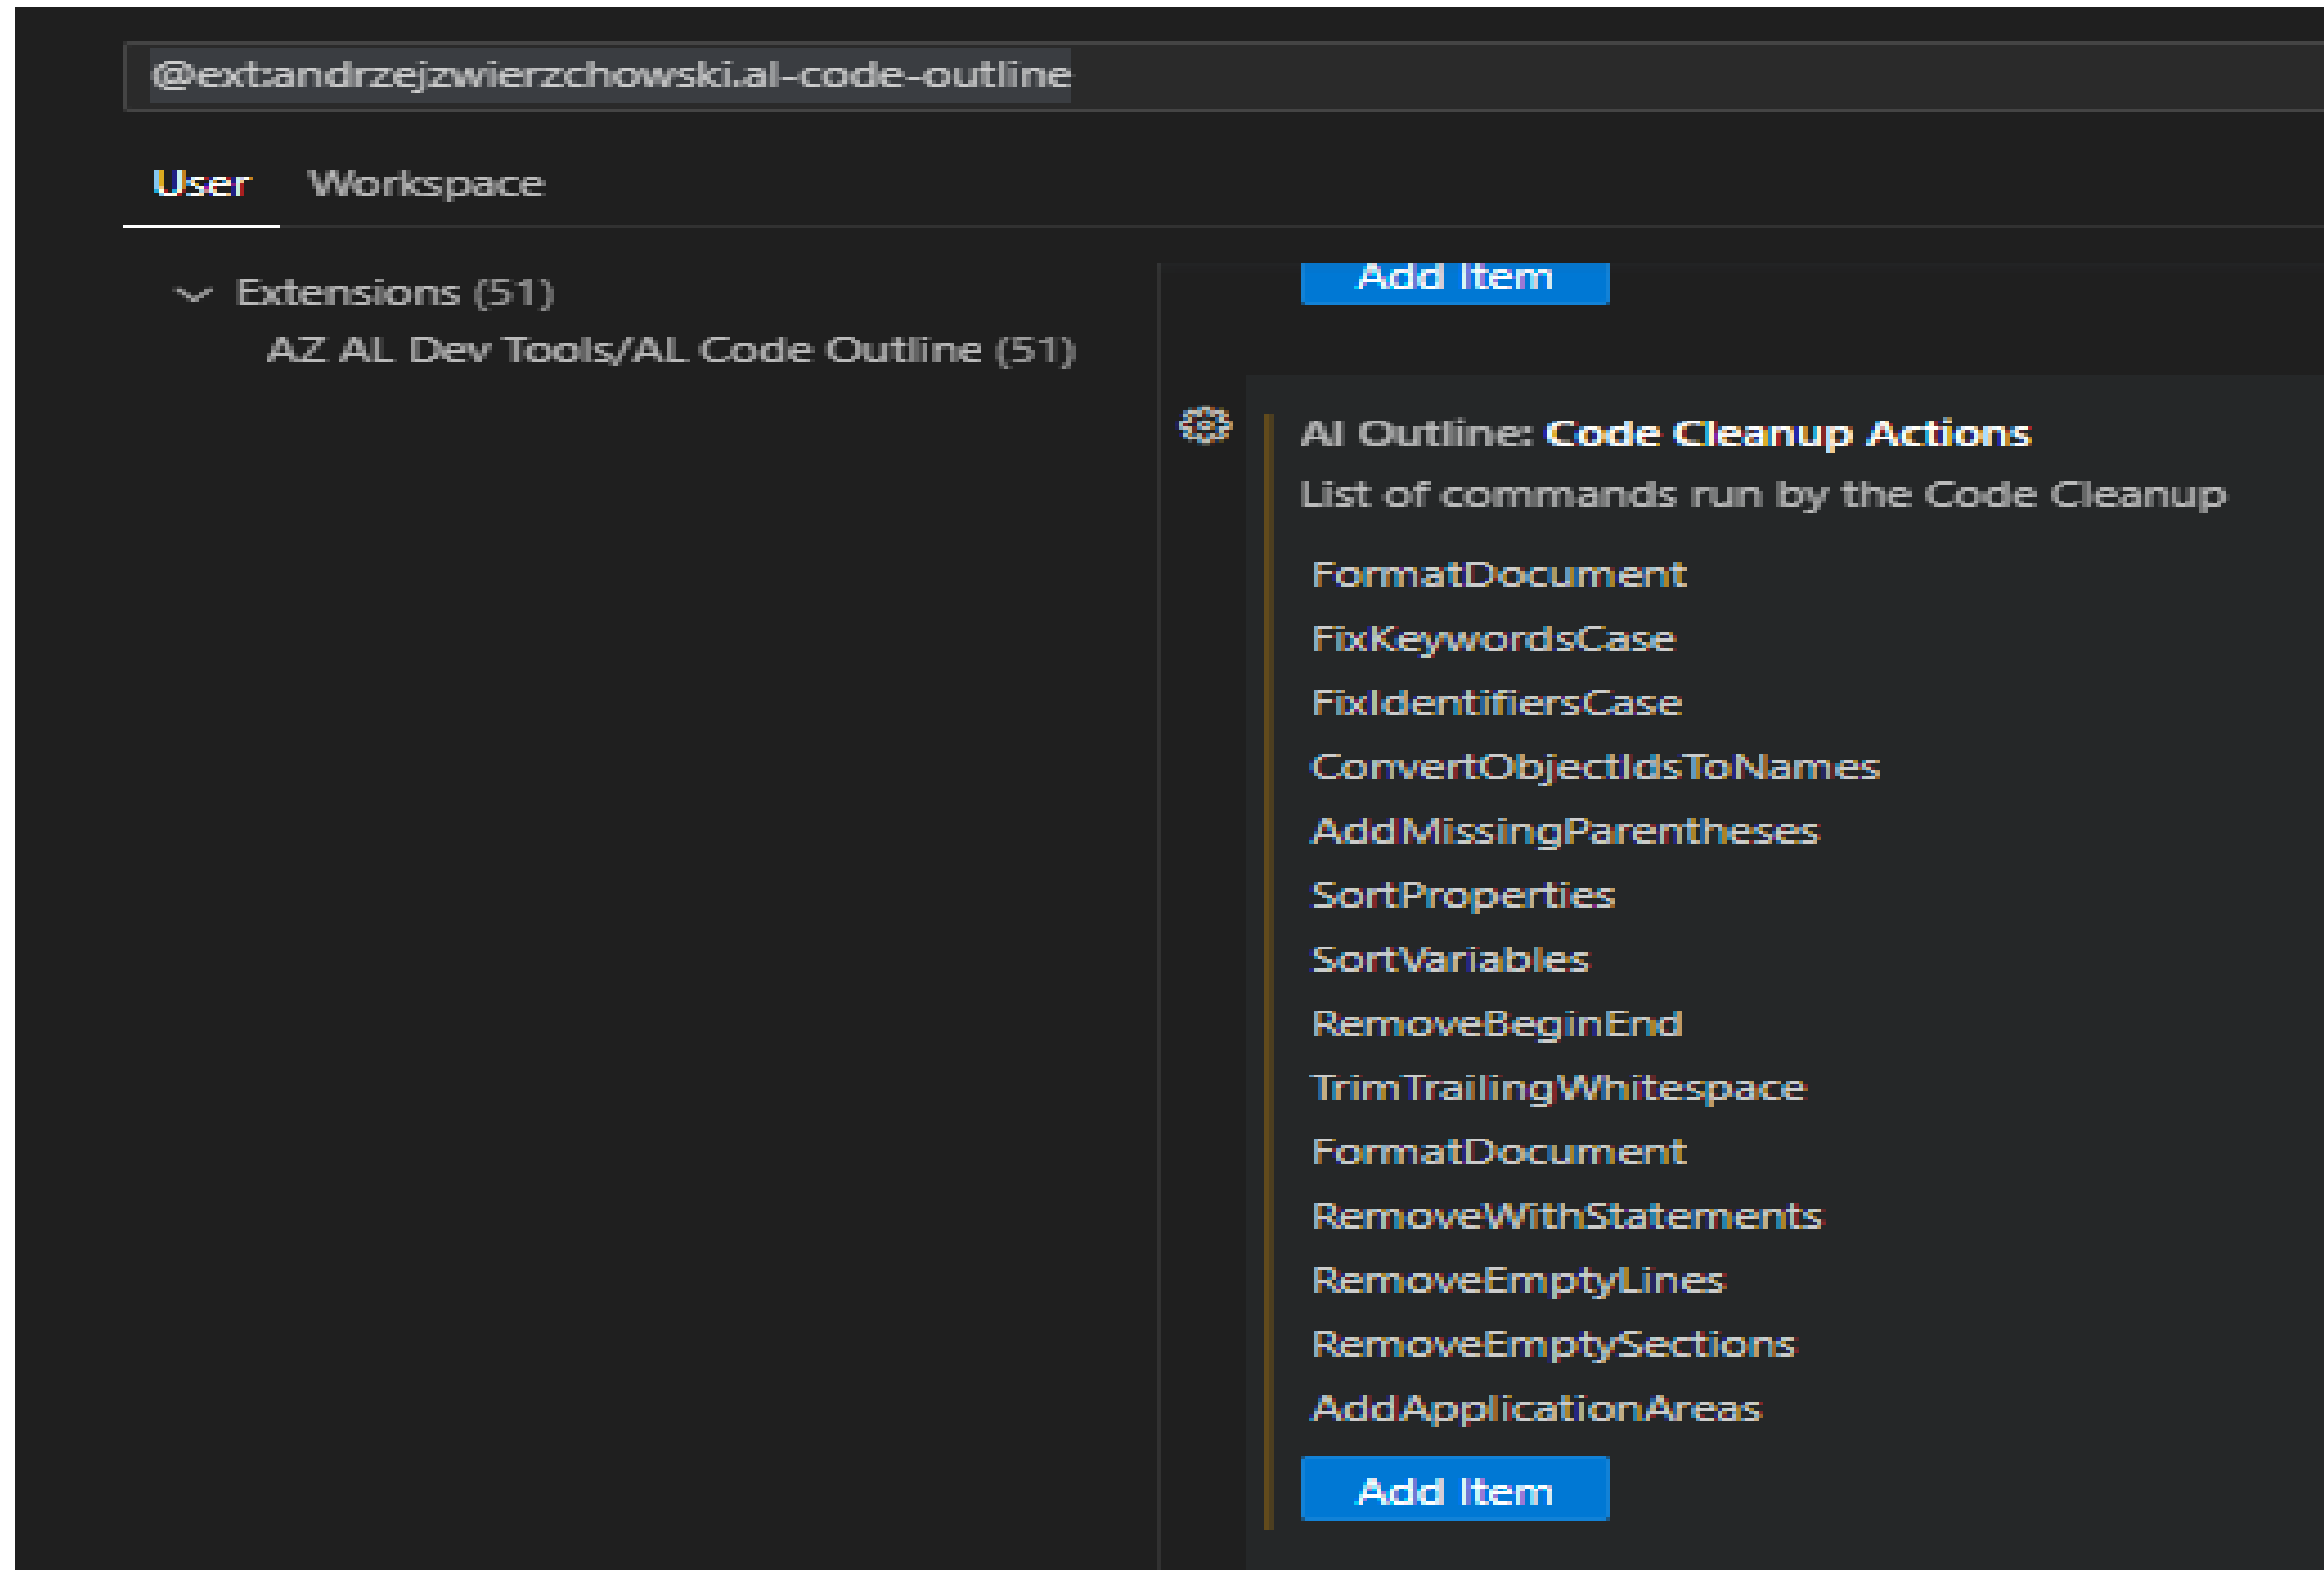 @ext:andrzejzwierzchowski.al-code-outline
User Workspace
Extensions (51)
AZ AL Dev Tools/AL Code Outline (51)
Add Item
Al Outline: Code Cleanup Actions
List of commands run by the Code Cleanup
FormatDocument
FixKeywordsCase
FixIdentifiersCase
ConvertObjectIdsToNames
AddMissingParentheses
SortProperties
SortVariables
RemoveBeginEnd
TrimTrailingWhitespace
FormatDocument
RemoveWithStatements
RemoveEmptyLines
RemoveEmptySections
AddApplicationAreas
Add Item